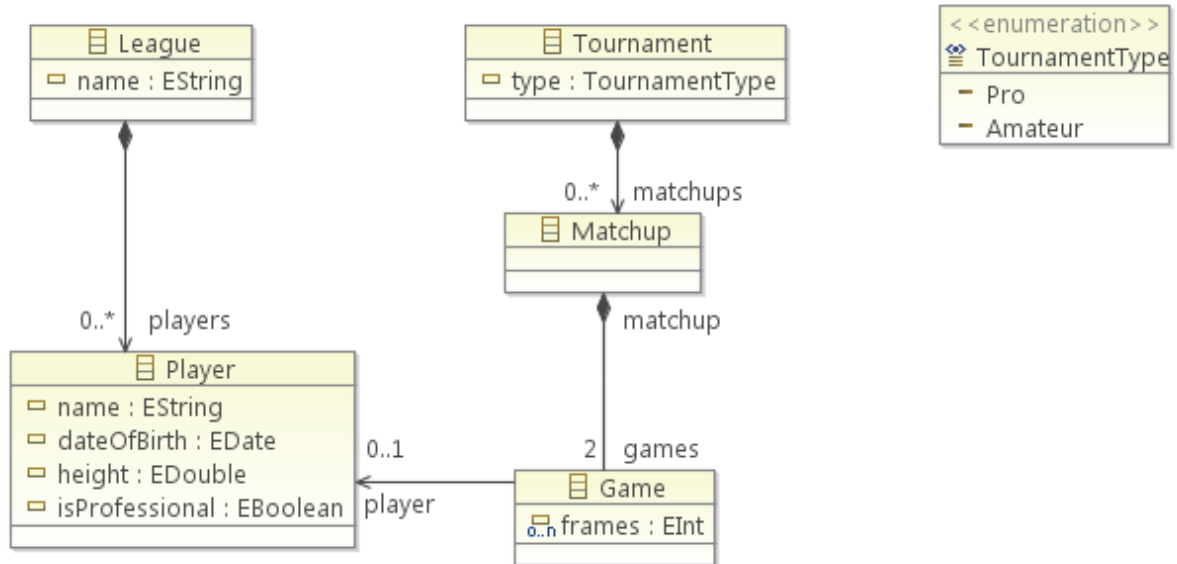 League
name : EString
Tournament
type : TournamentType
<<enumeration>>
TournamentType
Pro
Amateur
0..* matchups
Matchup
matchup
0..* players
Player
name : EString
dateOfBirth : EDate
height : EDouble
isProfessional : EBoolean
0..1
player
2 games
Game
0..n frames : EInt